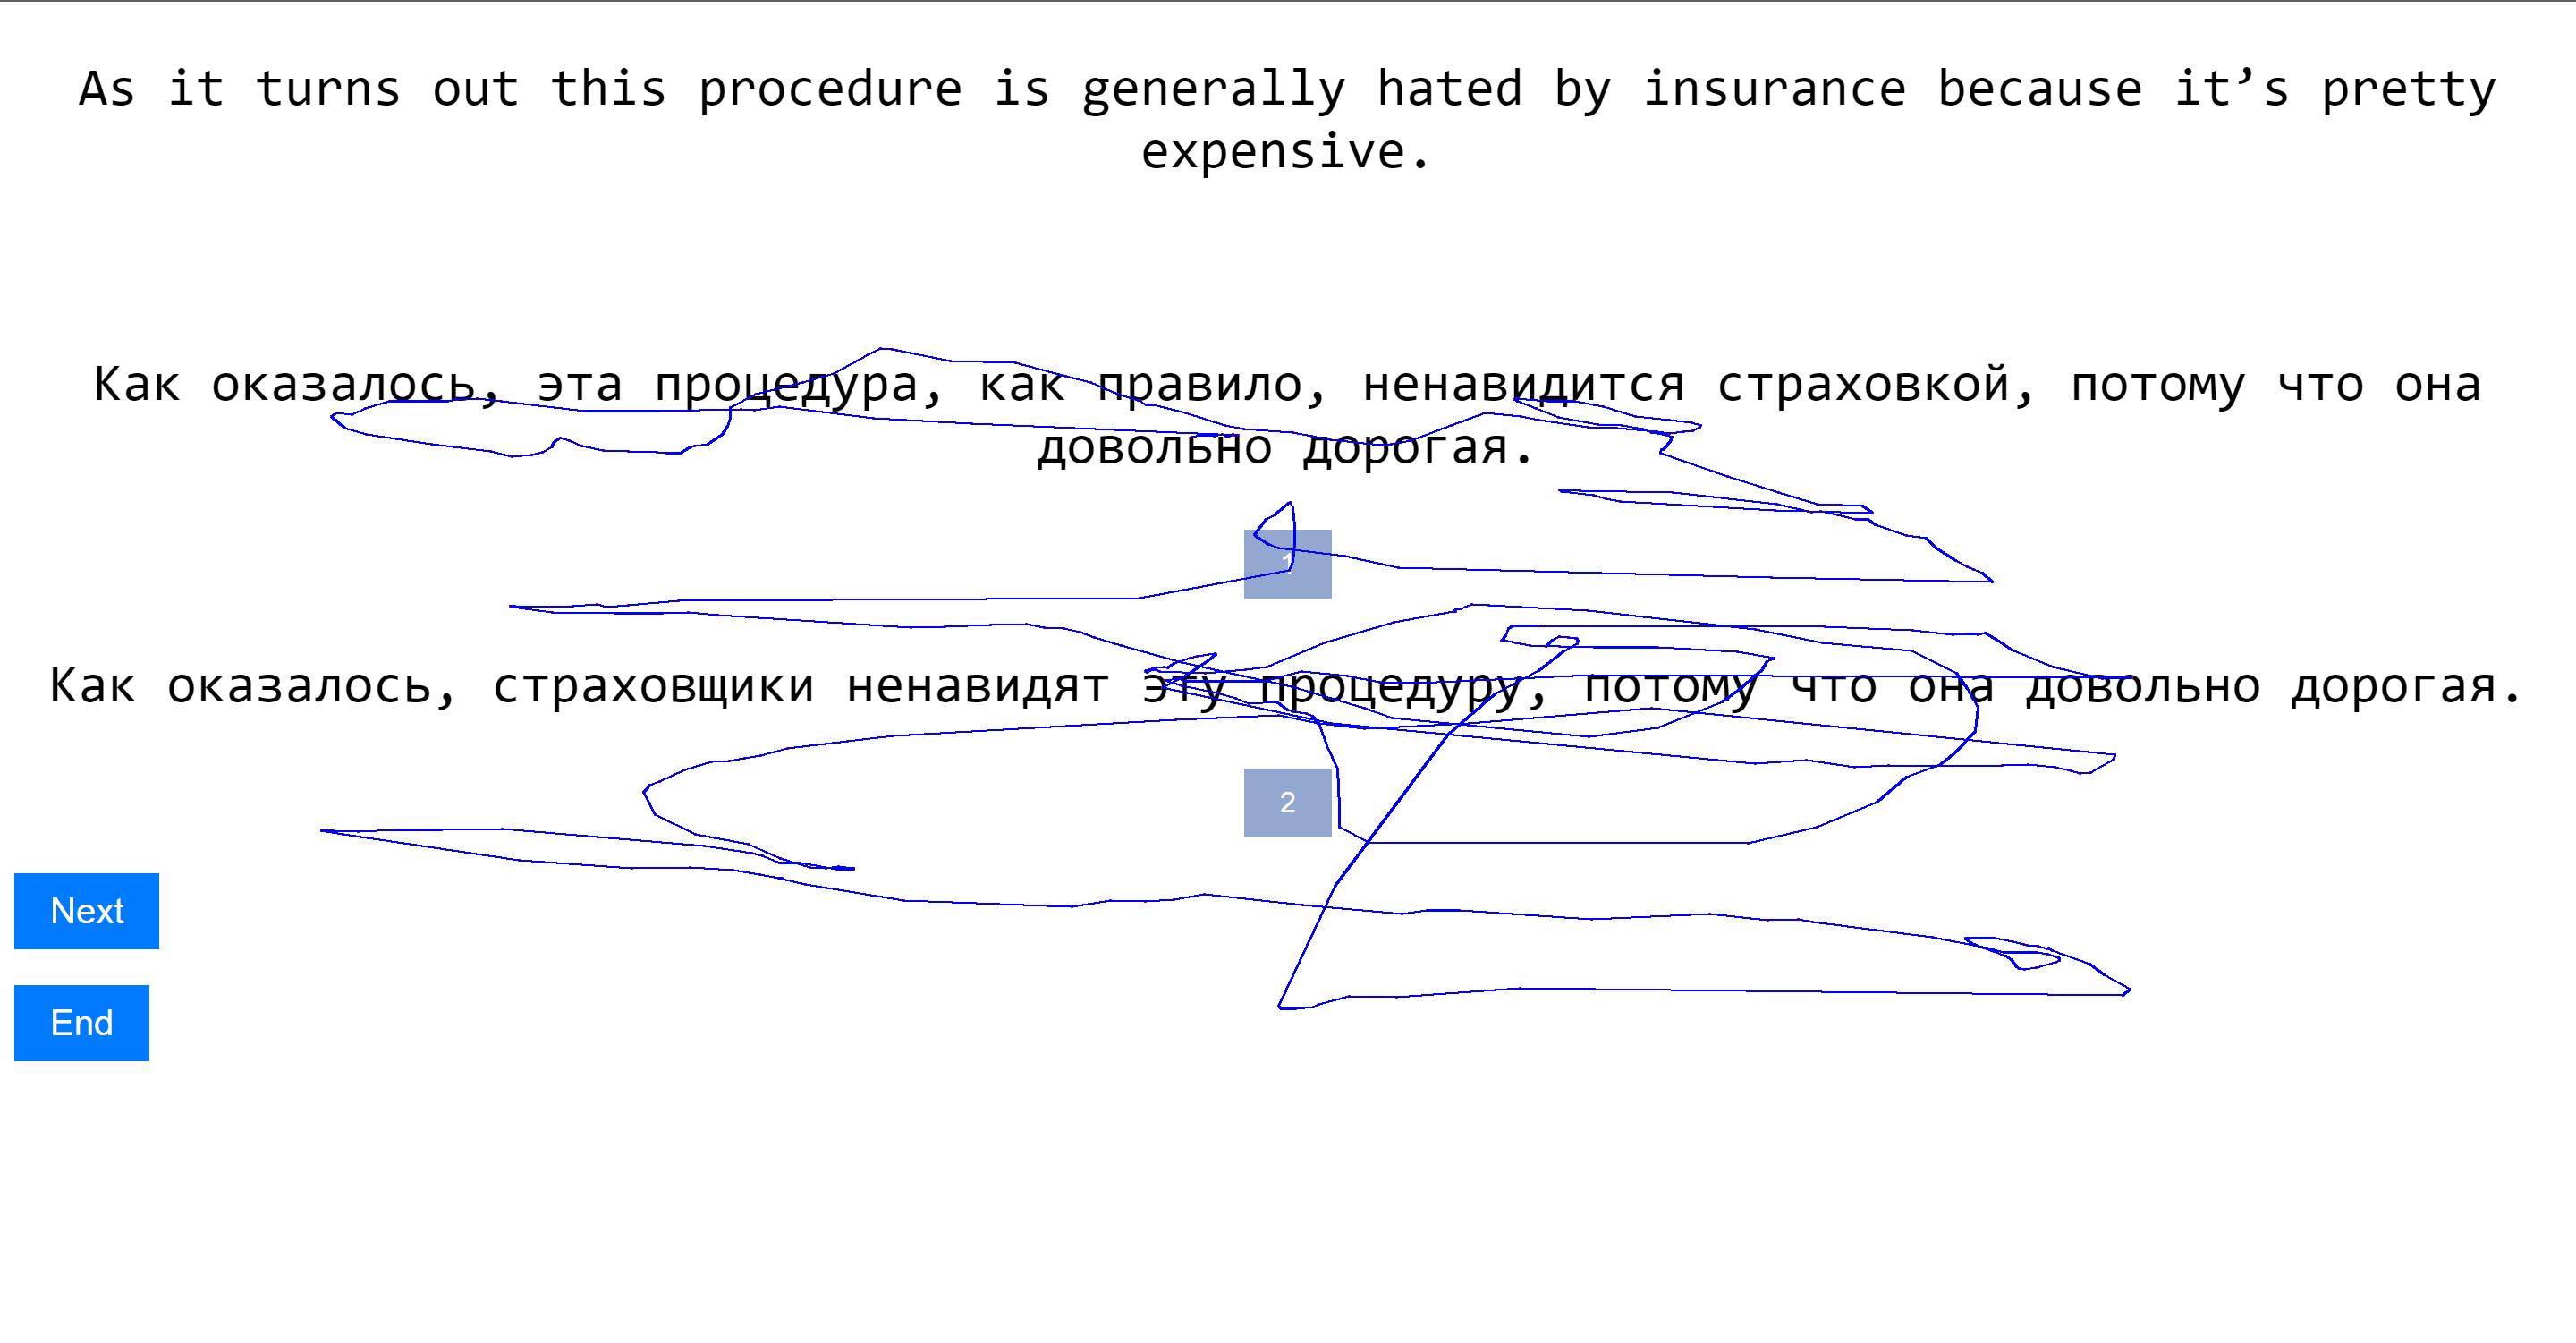 As it turns out this procedure is generally hated by insurance because it’s pretty
expensive.
Как оказалось, эта процедура, как правило, ненавидится страховкой, потому что она
довольно дорогая.
1
Как оказалось, страховщики ненавидят эту процедуру, потому что она довольно дорогая.
2
Next
End